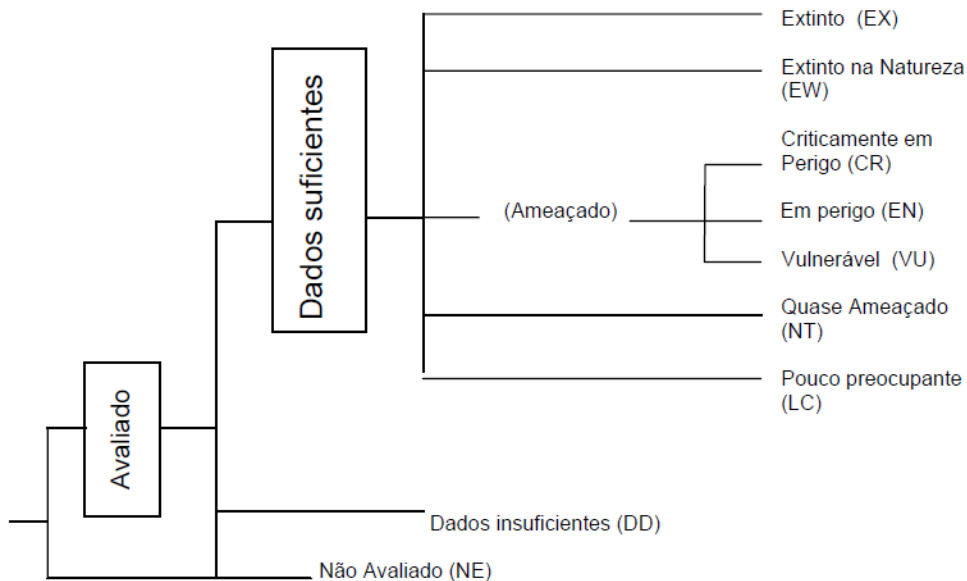 Extinto (EX)
Extinto na Natureza
(EW)
Dados suficientes
Criticamente em
Perigo (CR)
(Ameaçado)
Em perigo (EN)
Vulnerável (VU)
Quase Ameaçado
(NT)
Pouco preocupante
(LC)
Avaliado
Dados insuficientes (DD)
Não Avaliado (NE)